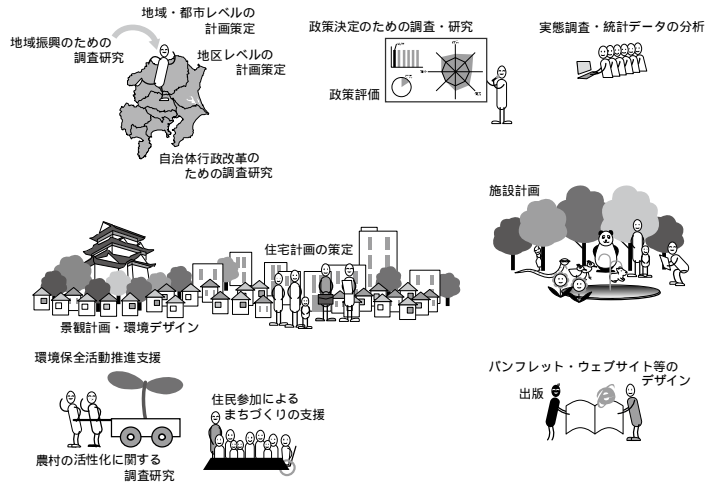 地域・都市レベルの
計画策定
地域振興のための
調査研究
地区レベルの
計画策定
自治体行政改革の
ための調査研究
政策決定のための調査・研究
政策評価
実態調査・統計データの分析
施設計画
住宅計画の策定
景観計画・環境デザイン
環境保全活動推進支援
農村の活性化に関する
調査研究
住民参加による
まちづくりの支援
パンフレット・ウェブサイト等の
デザイン
出版